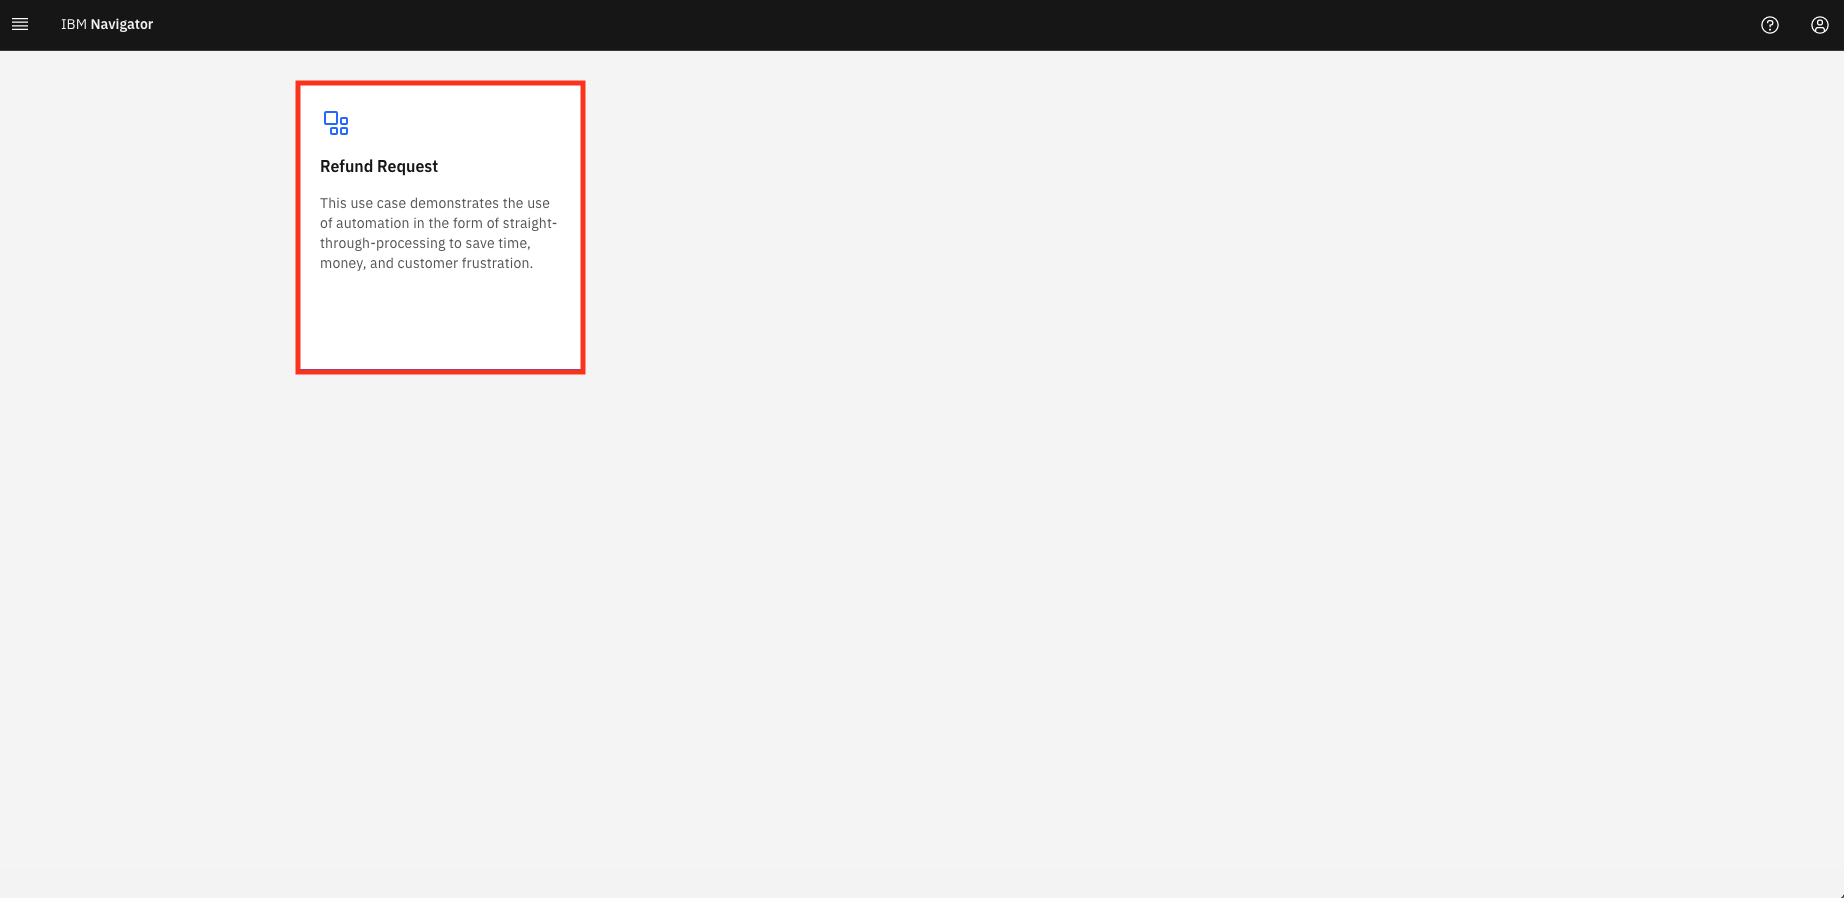 IBM Navigator
Refund Request
This use case demonstrates the use
of automation in the form of straight-
through-processing to save time,
money, and customer frustration.